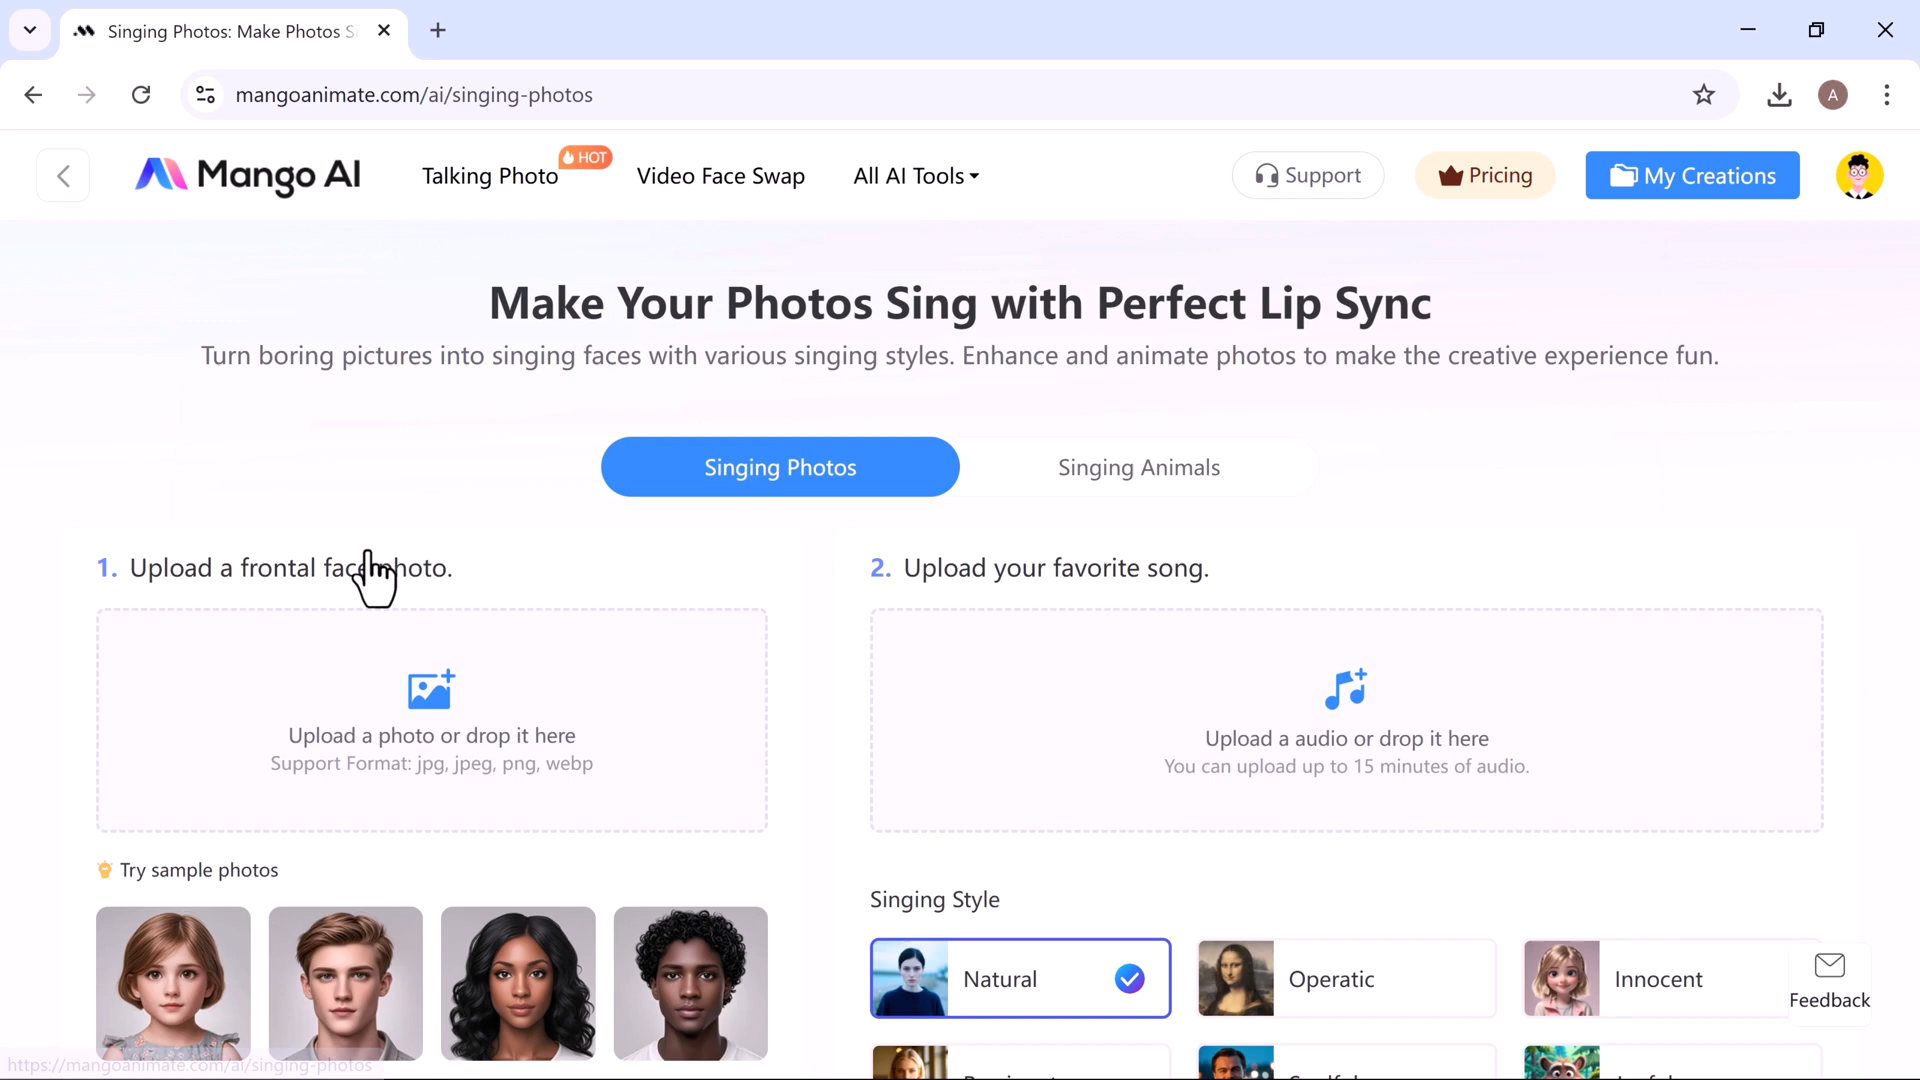 Singing Photos: Make Photos S
mangoanimate.com/ai/singing-photos
A
Mango AI
Talking Photo
HOT
Video Face Swap
All AI Tools
Support
Pricing
My Creations
Make Your Photos Sing with Perfect Lip Sync
Turn boring pictures into singing faces with various singing styles. Enhance and animate photos to make the creative experience fun.
Singing Photos
Singing Animals
1. Upload a frontal face photo.
Upload a photo or drop it here
Support Format: jpg, jpeg, png, webp
Try sample photos
2. Upload your favorite song.
Upload a audio or drop it here
You can upload up to 15 minutes of audio.
Singing Style
Natural
Operatic
Innocent
Feedback
https://mangoanimate.com/ai/singing-photos